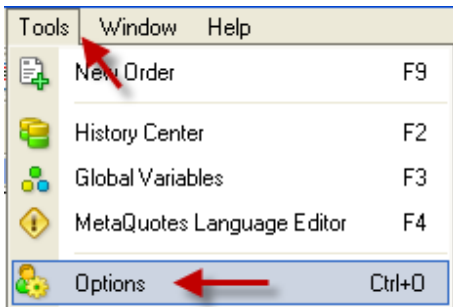 Tools Window Help
New Order F9
History Center F2
Global Variables F3
MetaQuotes Language Editor F4
Options Ctrl+O